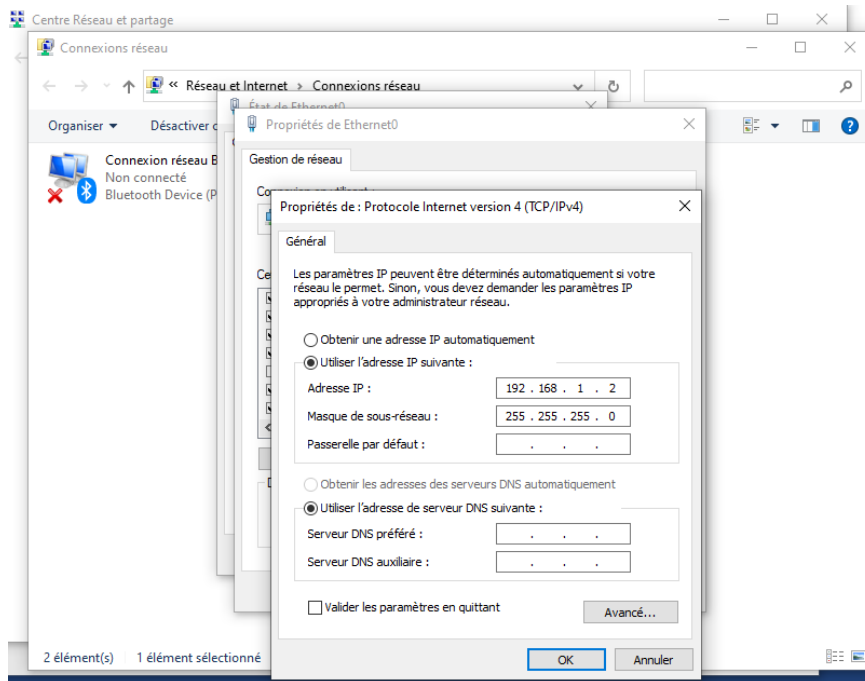 Centre Réseau et partage
Connexions réseau
« Réseau et Internet > Connexions réseau
État de Ethernet0
Organiser
Propriétés de Ethernet0
Gestion de réseau
Connexion réseau B
Non connecté
Bluetooth Device (P
Propriétés de : Protocole Internet version 4 (TCP/IPv4)
Général
Les paramètres IP peuvent être déterminés automatiquement si votre
réseau le permet. Sinon, vous devez demander les paramètres IP
appropriés à votre administrateur réseau.
Obtenir une adresse IP automatiquement
Utiliser l'adresse IP suivante :
Adresse IP : 192 . 168 . 1 . 2
Masque de sous-réseau : 255 . 255 . 255 . 0
Passerelle par défaut : . . .
Obtenir les adresses des serveurs DNS automatiquement
Utiliser l'adresse de serveur DNS suivante :
Serveur DNS préféré : . . .
Serveur DNS auxiliaire : . . .
Valider les paramètres en quittant
Avancé...
OK Annuler
2 élément(s) 1 élément sélectionné